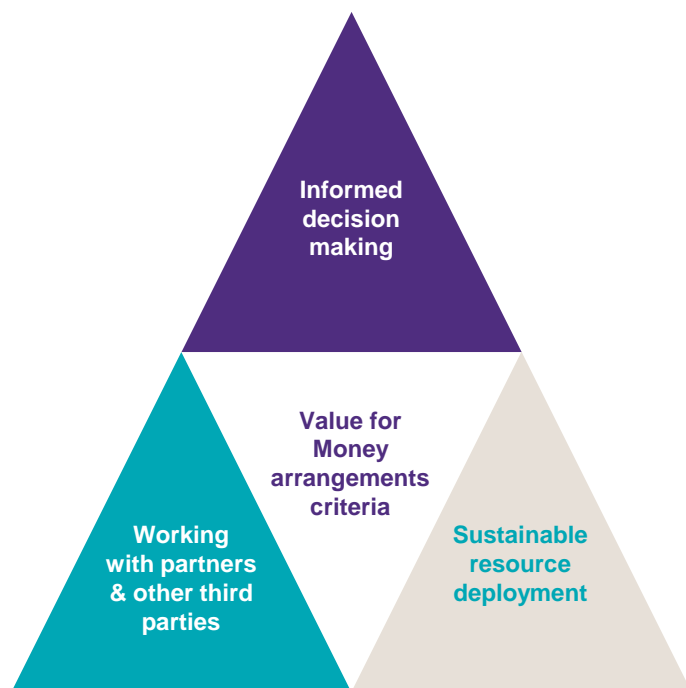 Informed
decision
making
Value for
Money
arrangements
criteria
Working
with partners
& other third
parties
Sustainable
resource
deployment